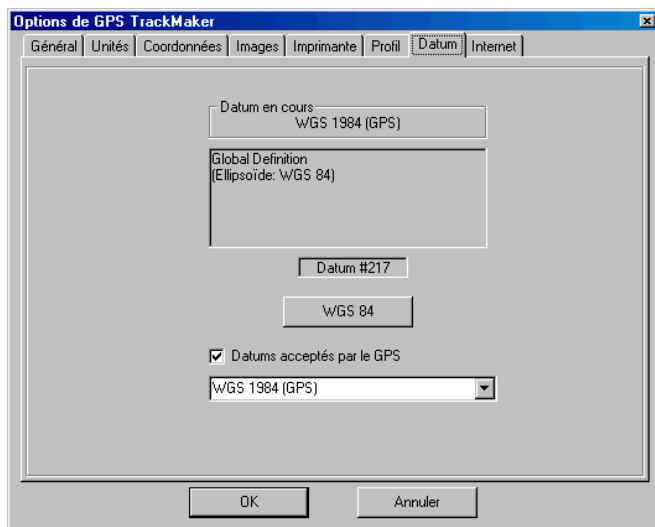 Options de GPS TrackMaker
Général Unités Coordonnées Images Imprimante Profil Datum Internet
Datum en cours
WGS 1984 (GPS)
Global Definition
(Ellipsoïde: WGS 84)
Datum #217
WGS 84
Datums acceptés par le GPS
WGS 1984 (GPS)
OK Annuler